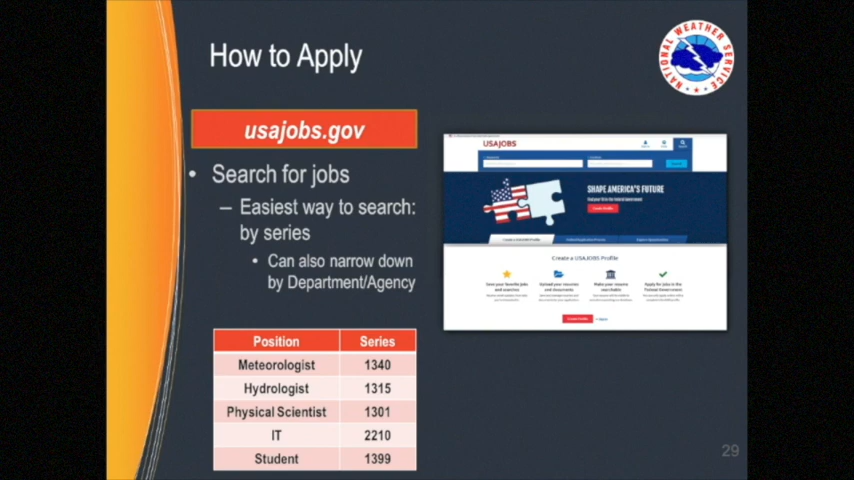 How to Apply
NATIONAL WEATHER SERVICE
usajobs.gov
• Search for jobs
– Easiest way to search:
by series
• Can also narrow down
by Department/Agency
Position Series
Meteorologist 1340
Hydrologist 1315
Physical Scientist 1301
IT 2210
Student 1399
USAJOBS
SHAPE AMERICA'S FUTURE
Create a USAJOBS Profile
29